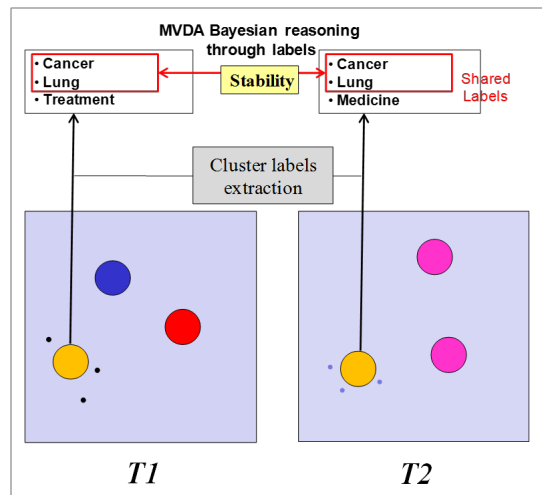 MVDA Bayesian reasoning
through labels
• Cancer
• Lung
• Treatment
Stability
• Cancer
• Lung
• Medicine
Shared
Labels
Cluster labels
extraction
T1
T2